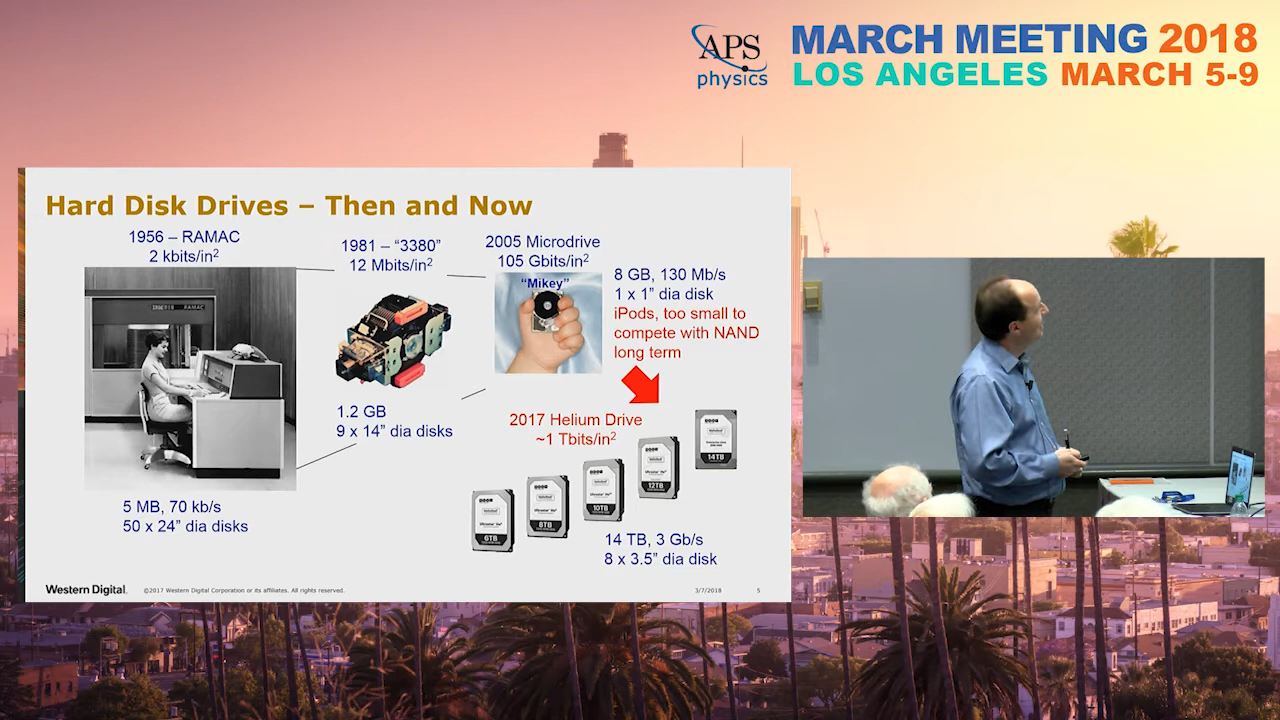 APS
physics
MARCH MEETING 2018
LOS ANGELES MARCH 5-9
Hard Disk Drives – Then and Now
1956 – RAMAC
2 kbits/in²
1981 – “3380”
12 Mbits/in²
2005 Microdrive
105 Gbits/in²
“Mikey”
8 GB, 130 Mb/s
1 x 1” dia disk
iPods, too small to
compete with NAND
long term
1.2 GB
9 x 14” dia disks
2017 Helium Drive
~1 Tbits/in²
14TB
12TB
10TB
8TB
6TB
5 MB, 70 kb/s
50 x 24” dia disks
14 TB, 3 Gb/s
8 x 3.5” dia disk
Western Digital.
©2017 Western Digital Corporation or its affiliates. All rights reserved.
3/7/2018
5